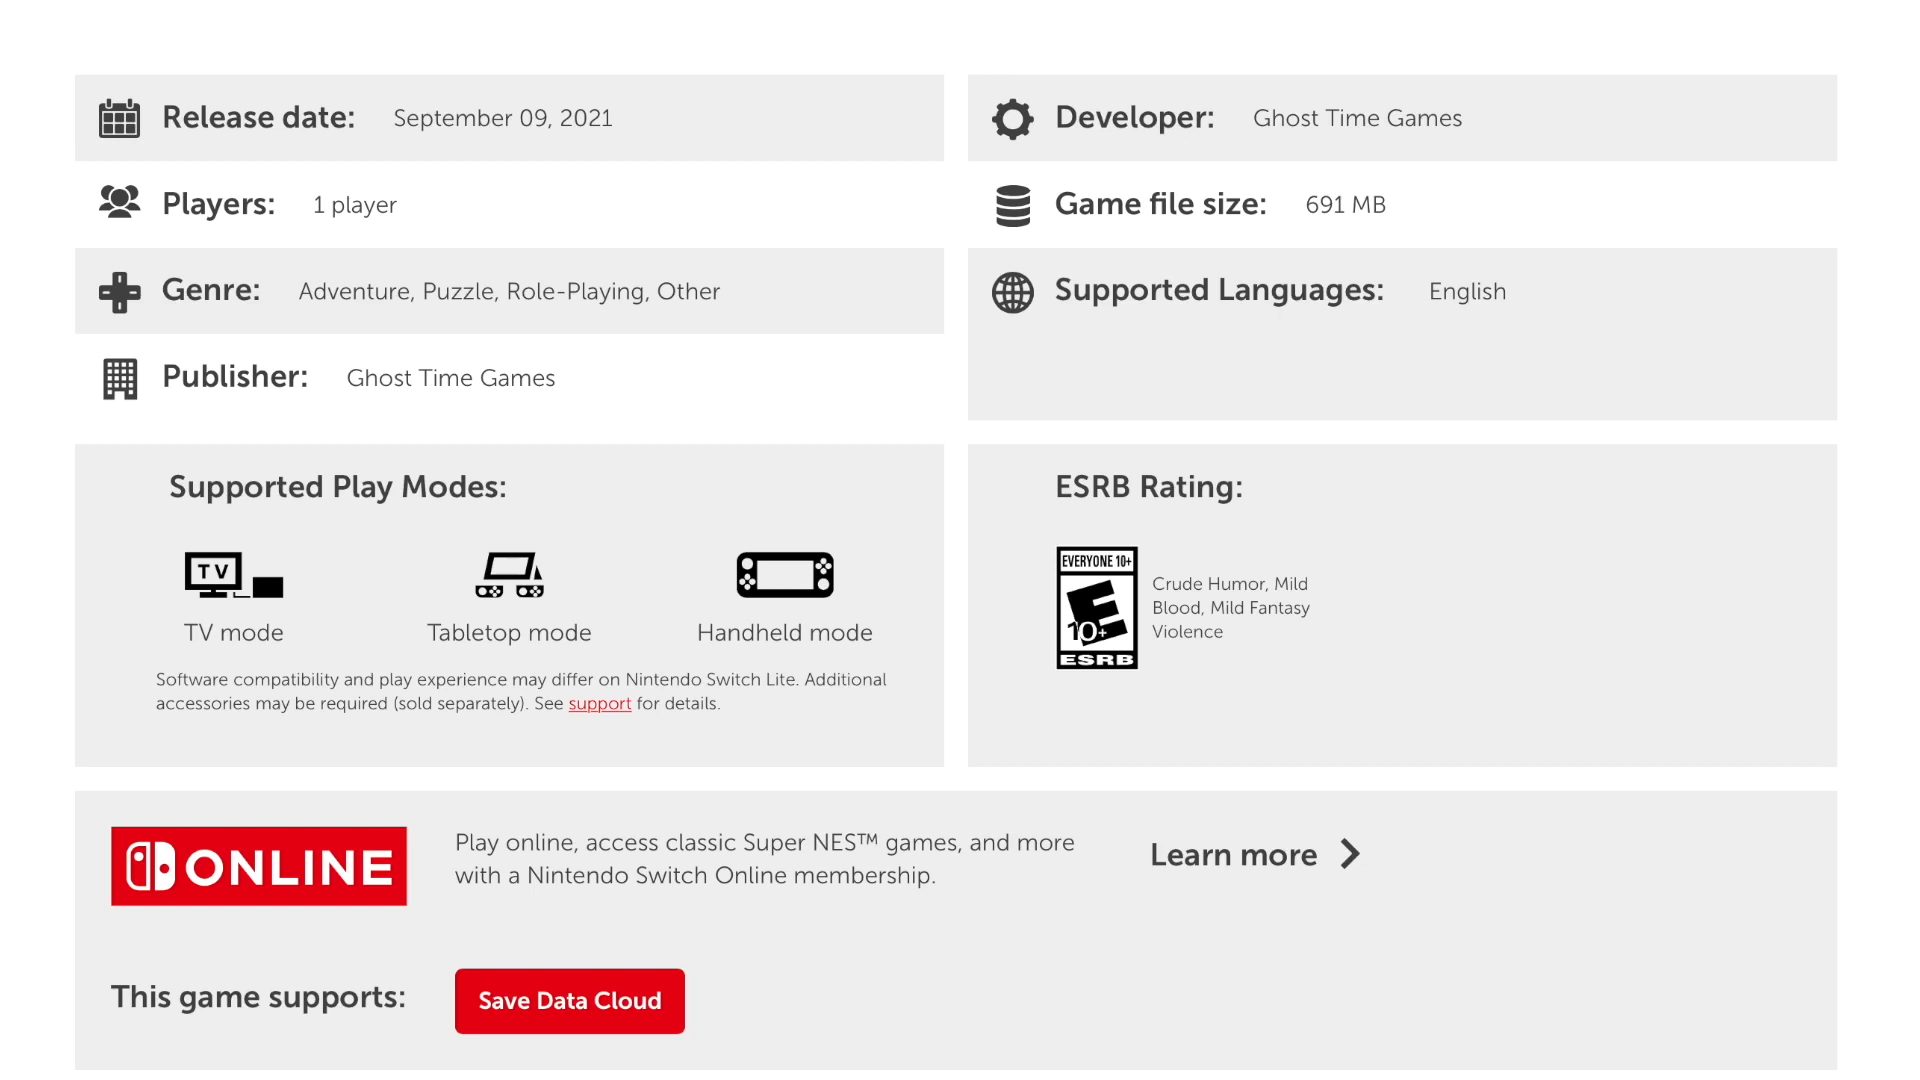 Release date: September 09, 2021
Developer: Ghost Time Games
Players: 1 player
Game file size: 691 MB
Genre: Adventure, Puzzle, Role-Playing, Other
Supported Languages: English
Publisher: Ghost Time Games
Supported Play Modes:
TV
TV mode
Tabletop mode
Handheld mode
Software compatibility and play experience may differ on Nintendo Switch Lite. Additional
accessories may be required (sold separately). See support for details.
ESRB Rating:
EVERYONE 10+
E
10+
ESRB
Crude Humor, Mild
Blood, Mild Fantasy
Violence
ONLINE
Play online, access classic Super NES™ games, and more
with a Nintendo Switch Online membership.
Learn more
This game supports:
Save Data Cloud